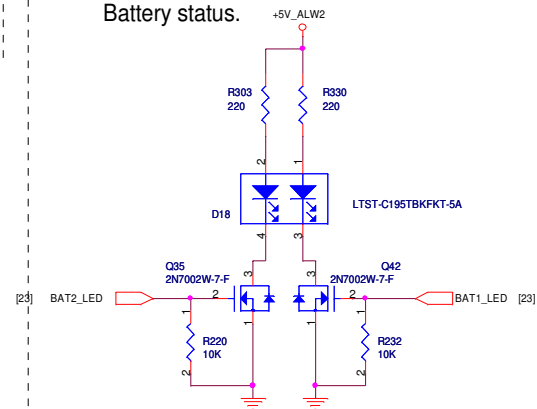 Battery status.
+5V_ALW2
R303
220
R330
220
2
1
D18
LTST-C195TBKFKT-5A
4
3
Q35
2N7002W-7-F
Q42
2N7002W-7-F
3
3
[23] BAT2_LED
2
2
BAT1_LED [23]
1
1
1
1
R220
10K
R232
10K
2
2